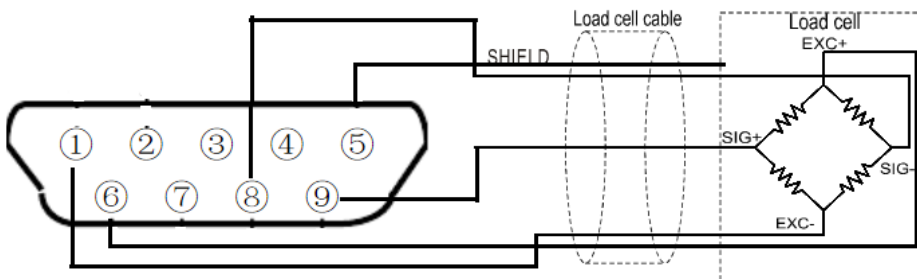 Load cell cable
Load cell
EXC+
SHIELD
① ② ③ ④ ⑤
SIG+
SIG-
⑥ ⑦ ⑧ ⑨
EXC-